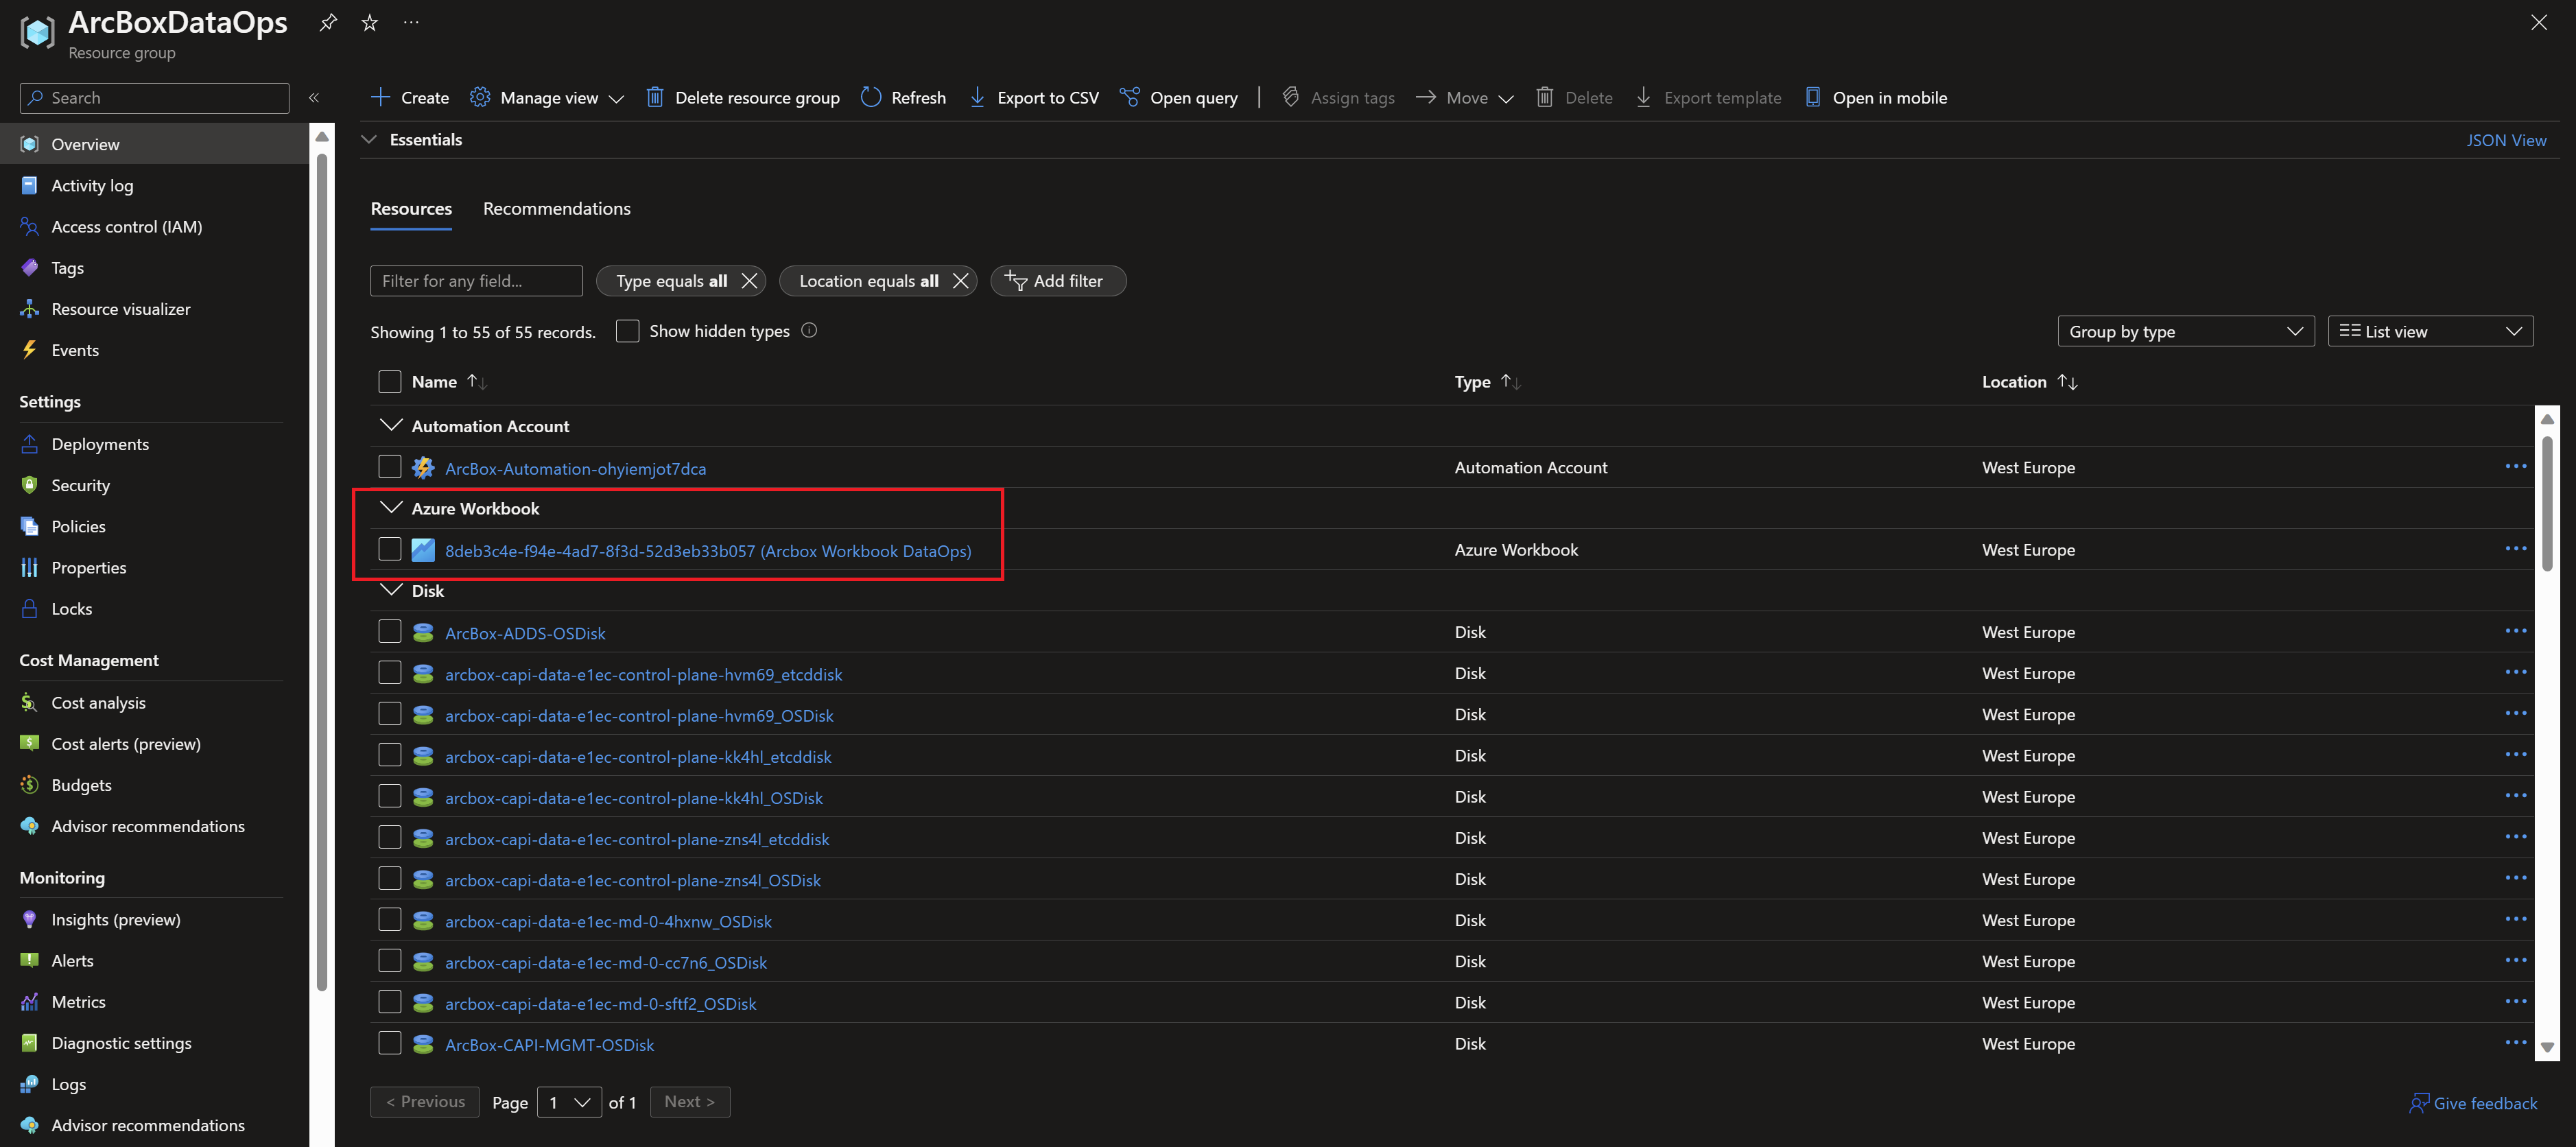 ArcBoxDataOps
Resource group
Search
Overview
Activity log
Access control (IAM)
Tags
Resource visualizer
Events
Settings
Deployments
Security
Policies
Properties
Locks
Cost Management
Cost analysis
Cost alerts (preview)
Budgets
Advisor recommendations
Monitoring
Insights (preview)
Alerts
Metrics
Diagnostic settings
Logs
Advisor recommendations
Create Manage view Delete resource group Refresh Export to CSV Open query Assign tags Move Delete Export template Open in mobile
Essentials JSON View
Resources Recommendations
Filter for any field... Type equals all Location equals all Add filter
Showing 1 to 55 of 55 records. Show hidden types Group by type List view
Name Type Location
Automation Account
ArcBox-Automation-ohyiemjot7dca Automation Account West Europe
Azure Workbook
8deb3c4e-f94e-4ad7-8f3d-52d3eb33b057 (Arcbox Workbook DataOps) Azure Workbook West Europe
Disk
ArcBox-ADDS-OSDisk Disk West Europe
arcbox-capi-data-e1ec-control-plane-hvm69_etcddisk Disk West Europe
arcbox-capi-data-e1ec-control-plane-hvm69_OSDisk Disk West Europe
arcbox-capi-data-e1ec-control-plane-kk4hl_etcddisk Disk West Europe
arcbox-capi-data-e1ec-control-plane-kk4hl_OSDisk Disk West Europe
arcbox-capi-data-e1ec-control-plane-zns4l_etcddisk Disk West Europe
arcbox-capi-data-e1ec-control-plane-zns4l_OSDisk Disk West Europe
arcbox-capi-data-e1ec-md-0-4hxnw_OSDisk Disk West Europe
arcbox-capi-data-e1ec-md-0-cc7n6_OSDisk Disk West Europe
arcbox-capi-data-e1ec-md-0-sftf2_OSDisk Disk West Europe
ArcBox-CAPI-MGMT-OSDisk Disk West Europe
< Previous Page 1 of 1 Next > Give feedback